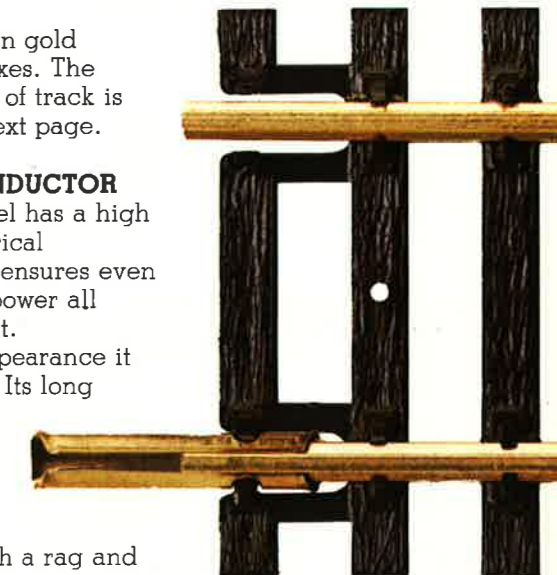 n gold
xes. The
of track is
ext page.
NDUCTOR
el has a high
rical
ensures even
power all
t.
pearance it
Its long
h a rag and